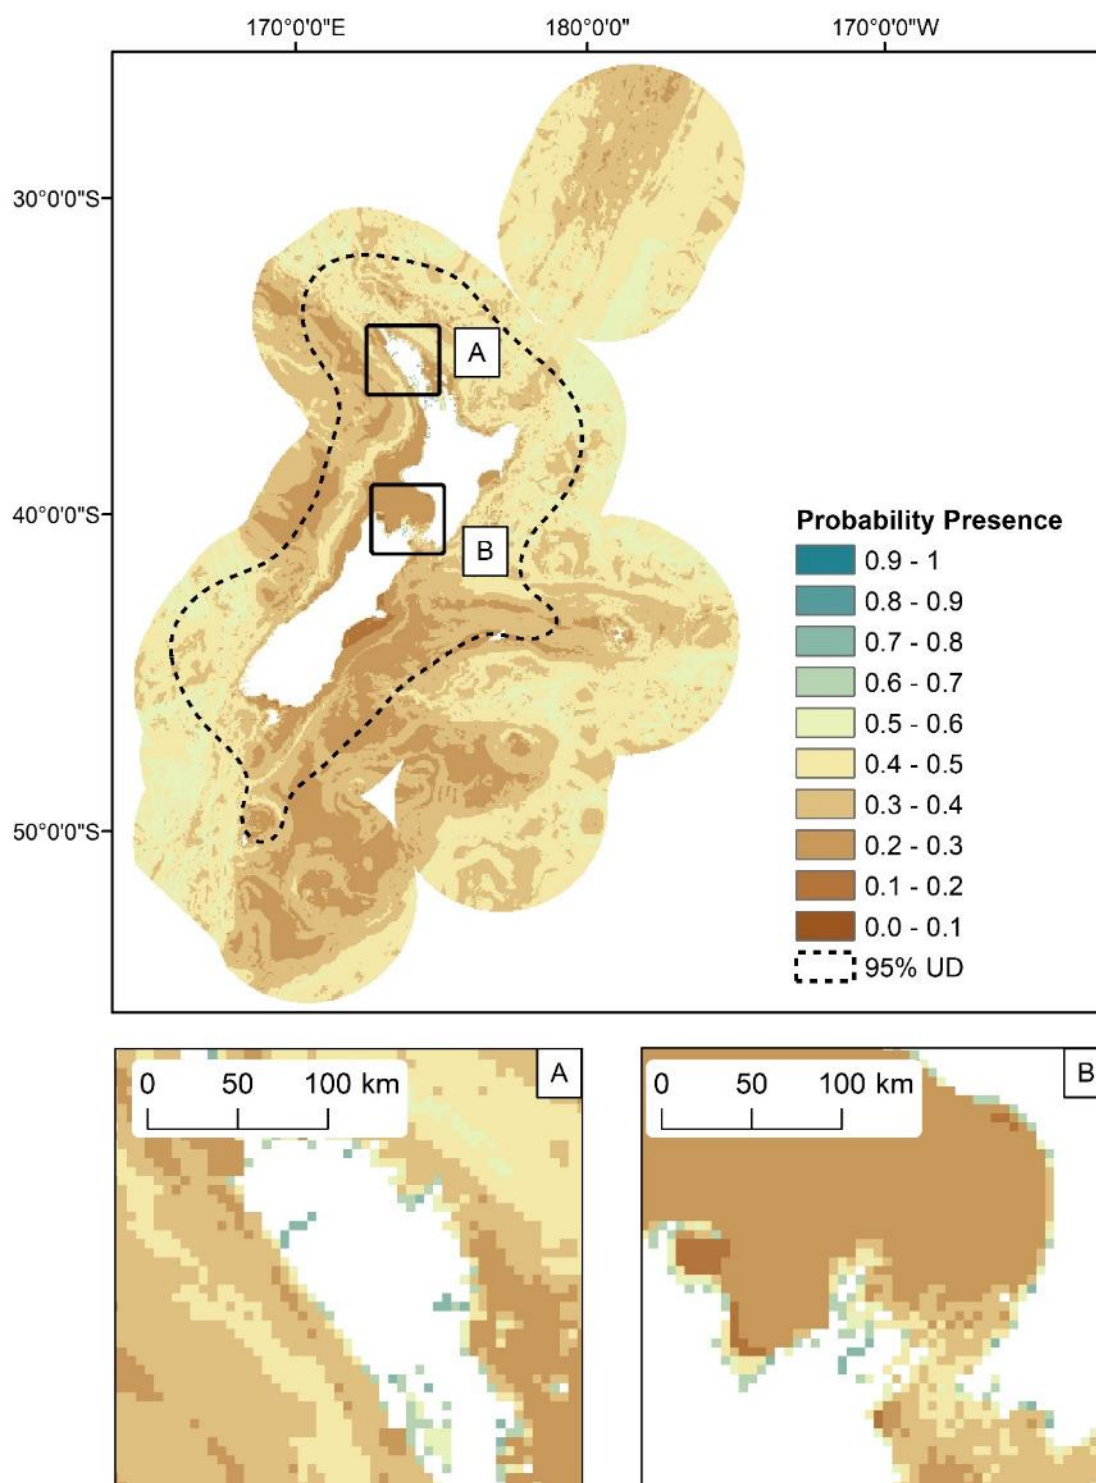 170°0'0"E 180°0'0" 170°0'0"W
30°0'0"S
A
40°0'0"S
B
Probability Presence
0.9 - 1
0.8 - 0.9
0.7 - 0.8
0.6 - 0.7
0.5 - 0.6
0.4 - 0.5
0.3 - 0.4
50°0'0"S
0.2 - 0.3
0.1 - 0.2
0.0 - 0.1
95% UD
0 50 100 km A
0 50 100 km B